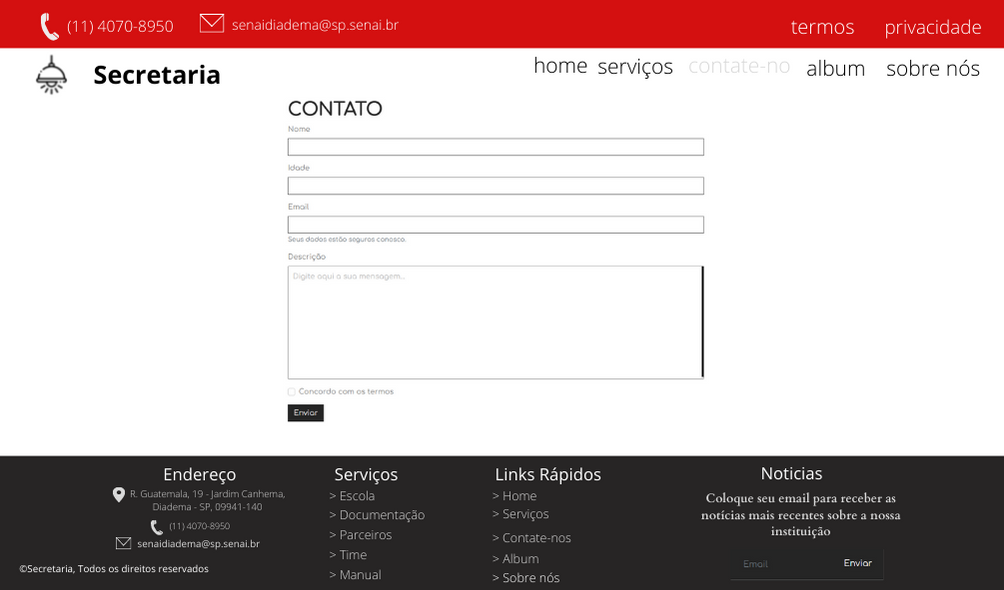 (11) 4070-8950
senaidiadema@sp.senai.br
termos
privacidade
Secretaria
home
serviços
contate-no
album
sobre nós
CONTATO
Nome
Idade
Email
Seus dados estão seguros conosco.
Descrição
Digite aqui a sua mensagem...
Concordo com os termos
Enviar
Endereço
R. Guatemala, 19 - Jardim Canhema,
Diadema - SP, 09941-140
(11) 4070-8950
senaidiadema@sp.senai.br
©Secretaria, Todos os direitos reservados
Serviços
> Escola
> Documentação
> Parceiros
> Time
> Manual
Links Rápidos
> Home
> Serviços
> Contate-nos
> Album
> Sobre nós
Noticias
Coloque seu email para receber as
notícias mais recentes sobre a nossa
instituição
Email
Enviar